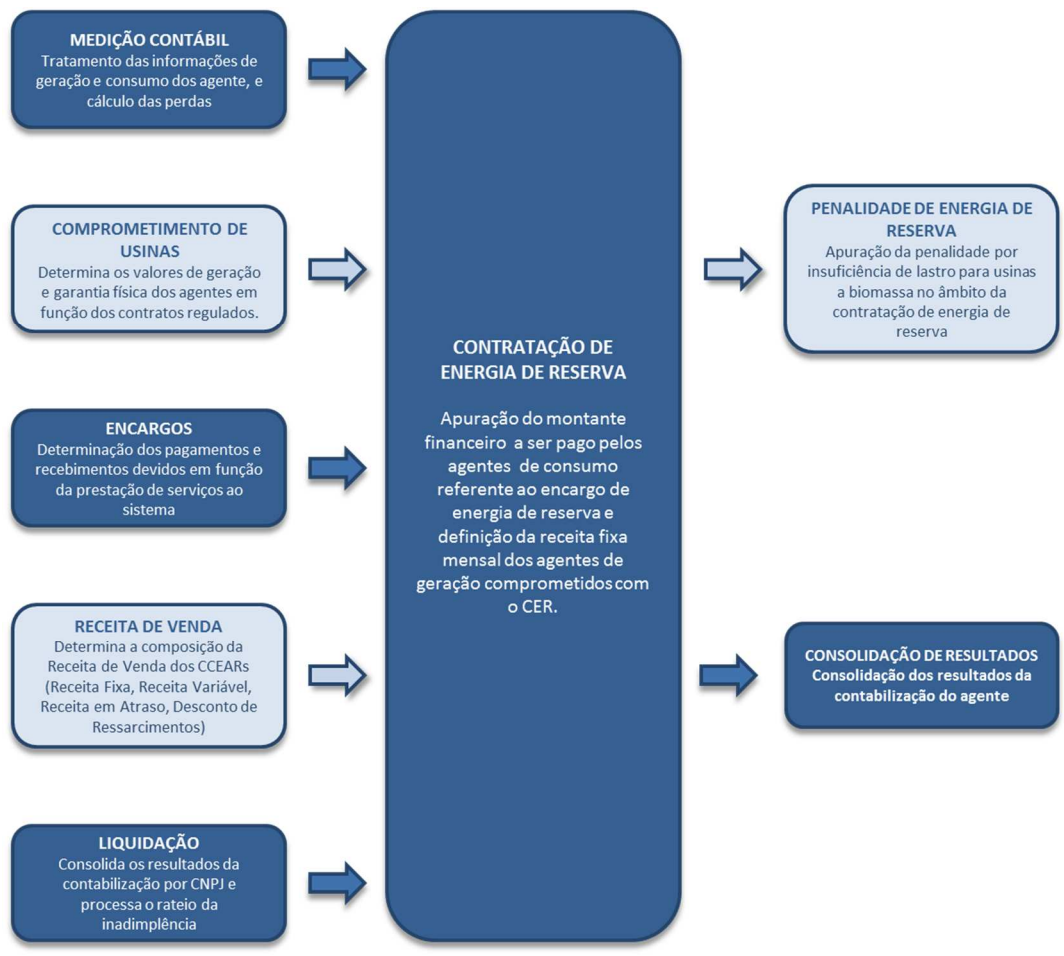 MEDIÇÃO CONTÁBIL
Tratamento das informações de
geração e consumo dos agente, e
cálculo das perdas
COMPROMETIMENTO DE
USINAS
Determina os valores de geração
e garantia física dos agentes em
função dos contratos regulados.
ENCARGOS
Determinação dos pagamentos e
recebimentos devidos em função
da prestação de serviços ao
sistema
RECEITA DE VENDA
Determina a composição da
Receita de Venda dos CCEARs
(Receita Fixa, Receita Variável,
Receita em Atraso, Desconto de
Ressarcimentos)
LIQUIDAÇÃO
Consolida os resultados da
contabilização por CNPJ e
processa o rateio da
inadimplência
CONTRATAÇÃO DE
ENERGIA DE RESERVA
Apuração do montante
financeiro a ser pago pelos
agentes de consumo
referente ao encargo de
energia de reserva e
definição da receita fixa
mensal dos agentes de
geração comprometidos com
o CER.
PENALIDADE DE ENERGIA DE
RESERVA
Apuração da penalidade por
insuficiência de lastro para usinas
a biomassa no âmbito da
contratação de energia de
reserva
CONSOLIDAÇÃO DE RESULTADOS
Consolidação dos resultados da
contabilização do agente